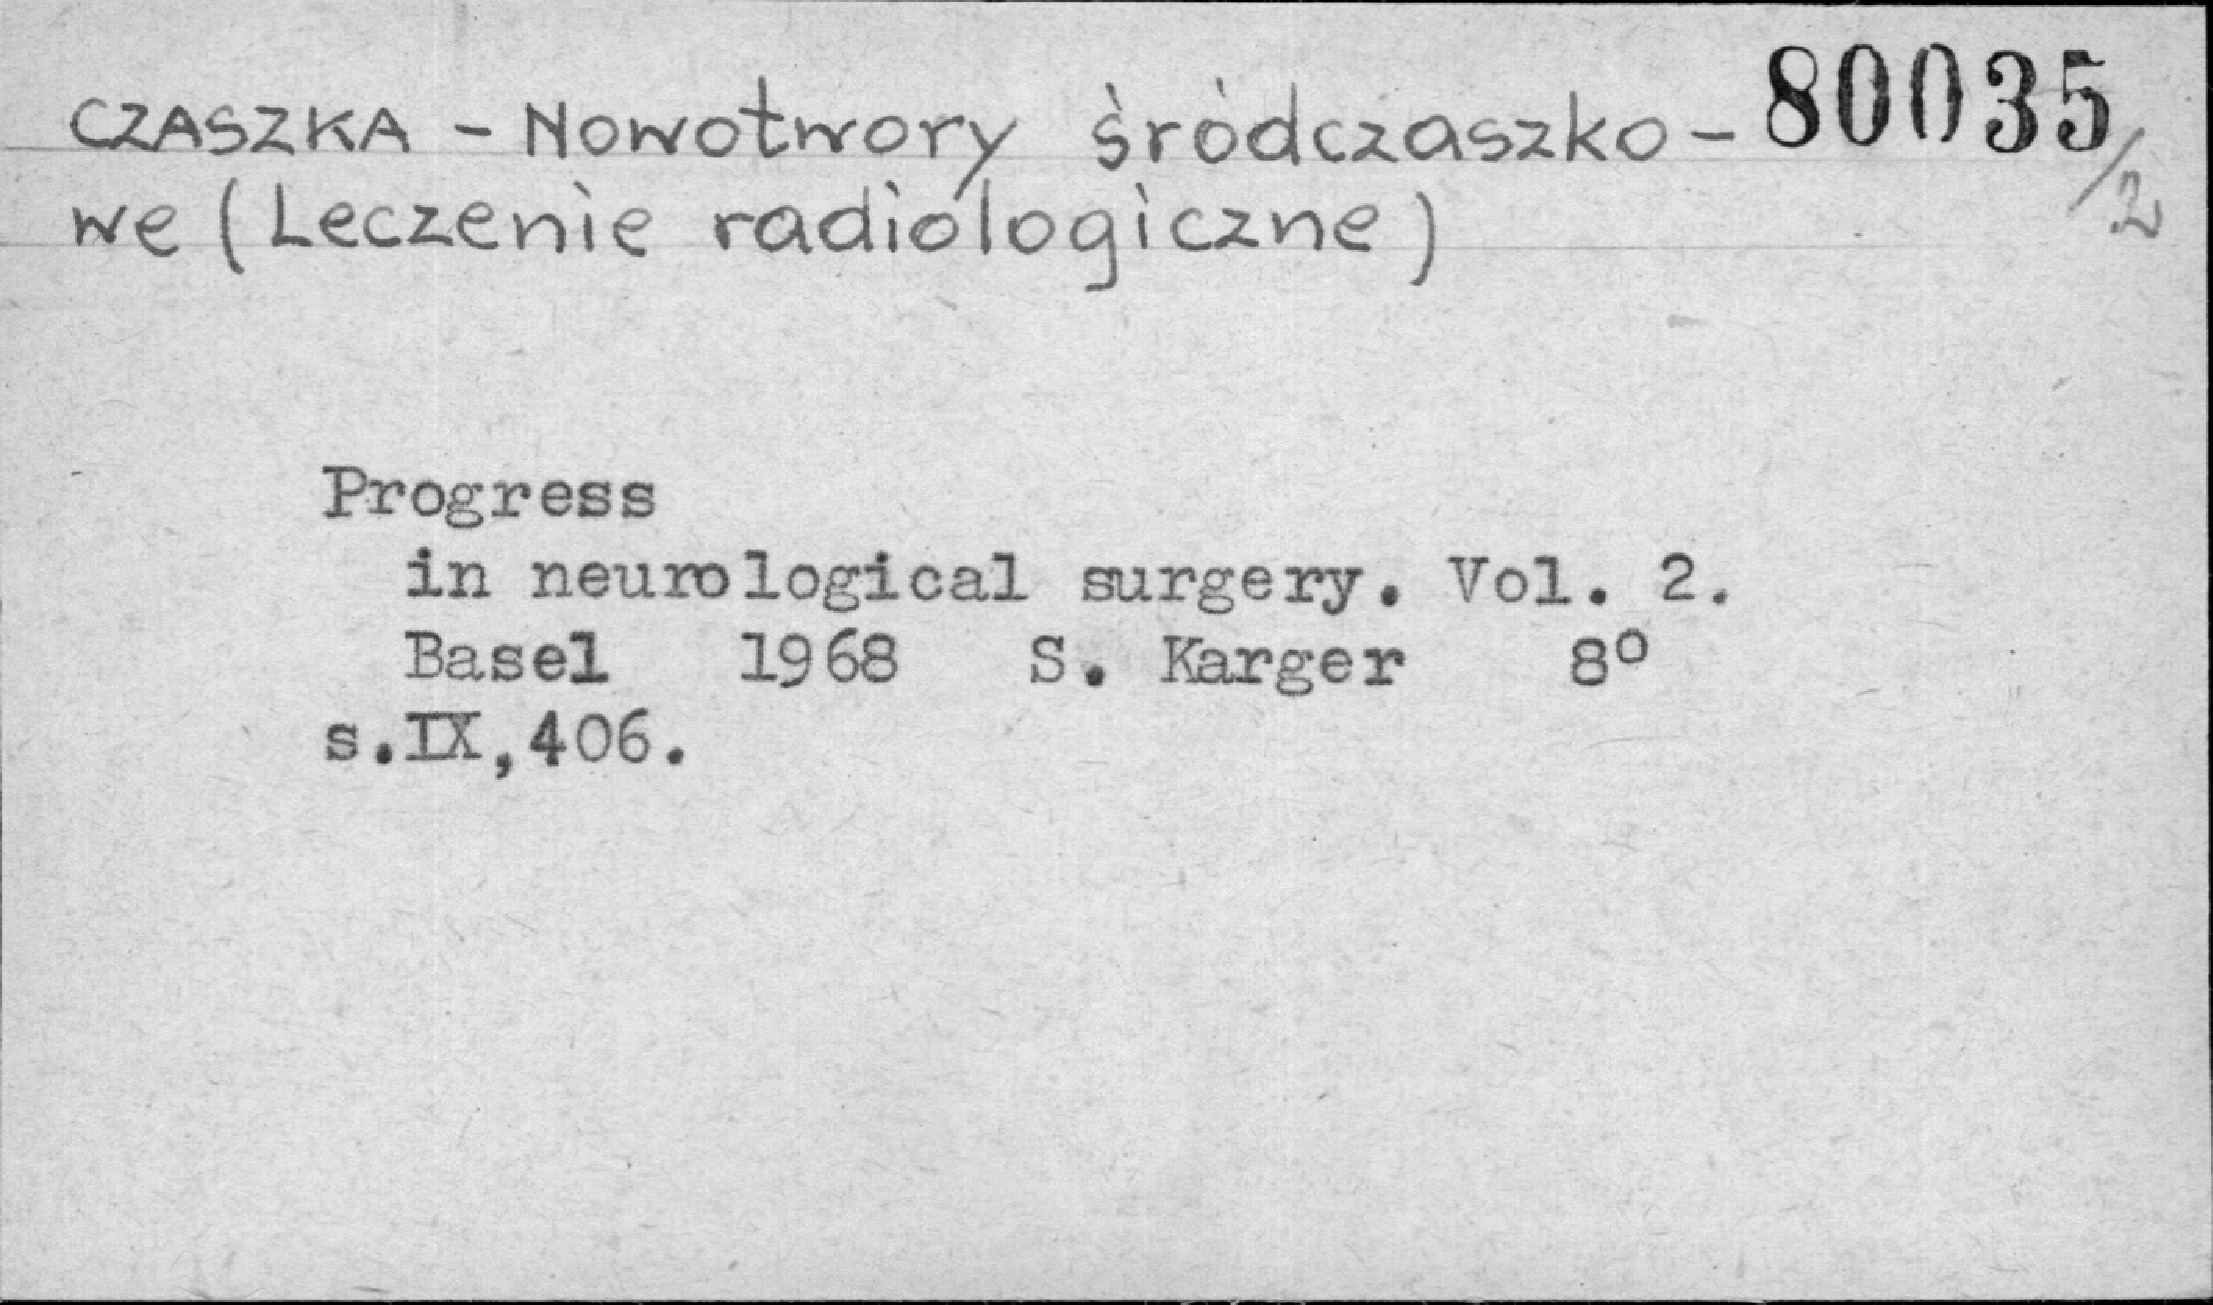 CZASZKA - Nowotwory śródczaszko- 80035/2
we (Leczenie radiologiczne)
Progress
in neurological surgery. Vol. 2.
Basel 1968 S. Karger 8º
s.IX,406.